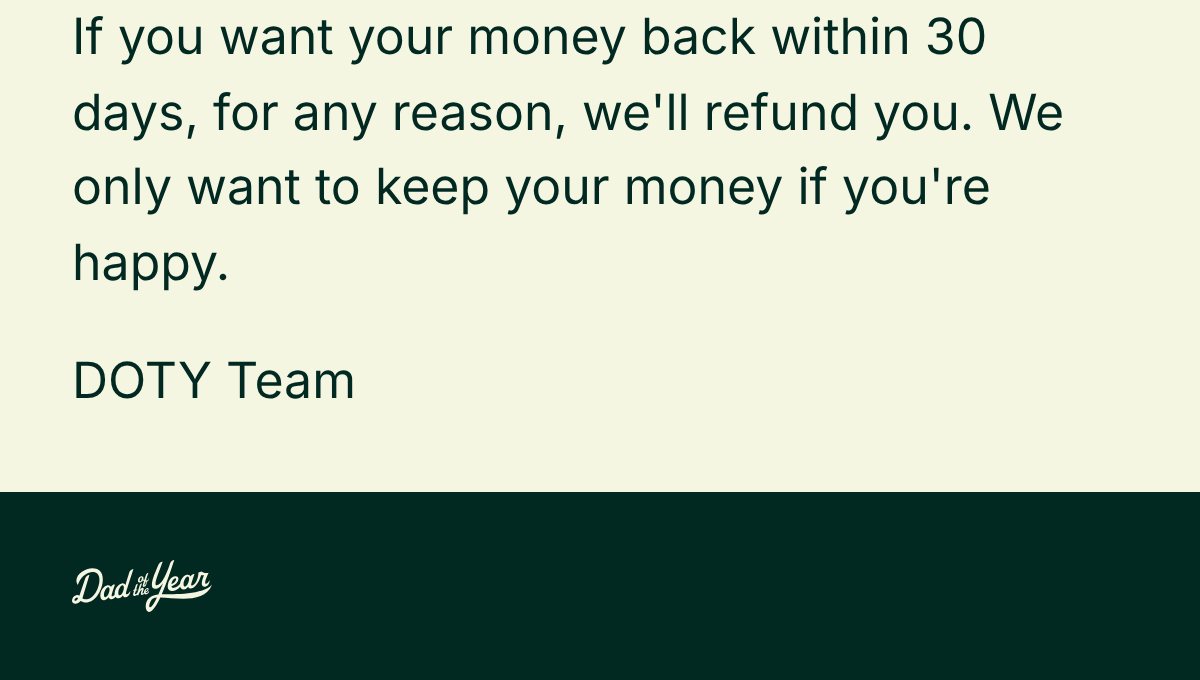 If you want your money back within 30
days, for any reason, we'll refund you. We
only want to keep your money if you're
happy.
DOTY Team
Dad of the Year